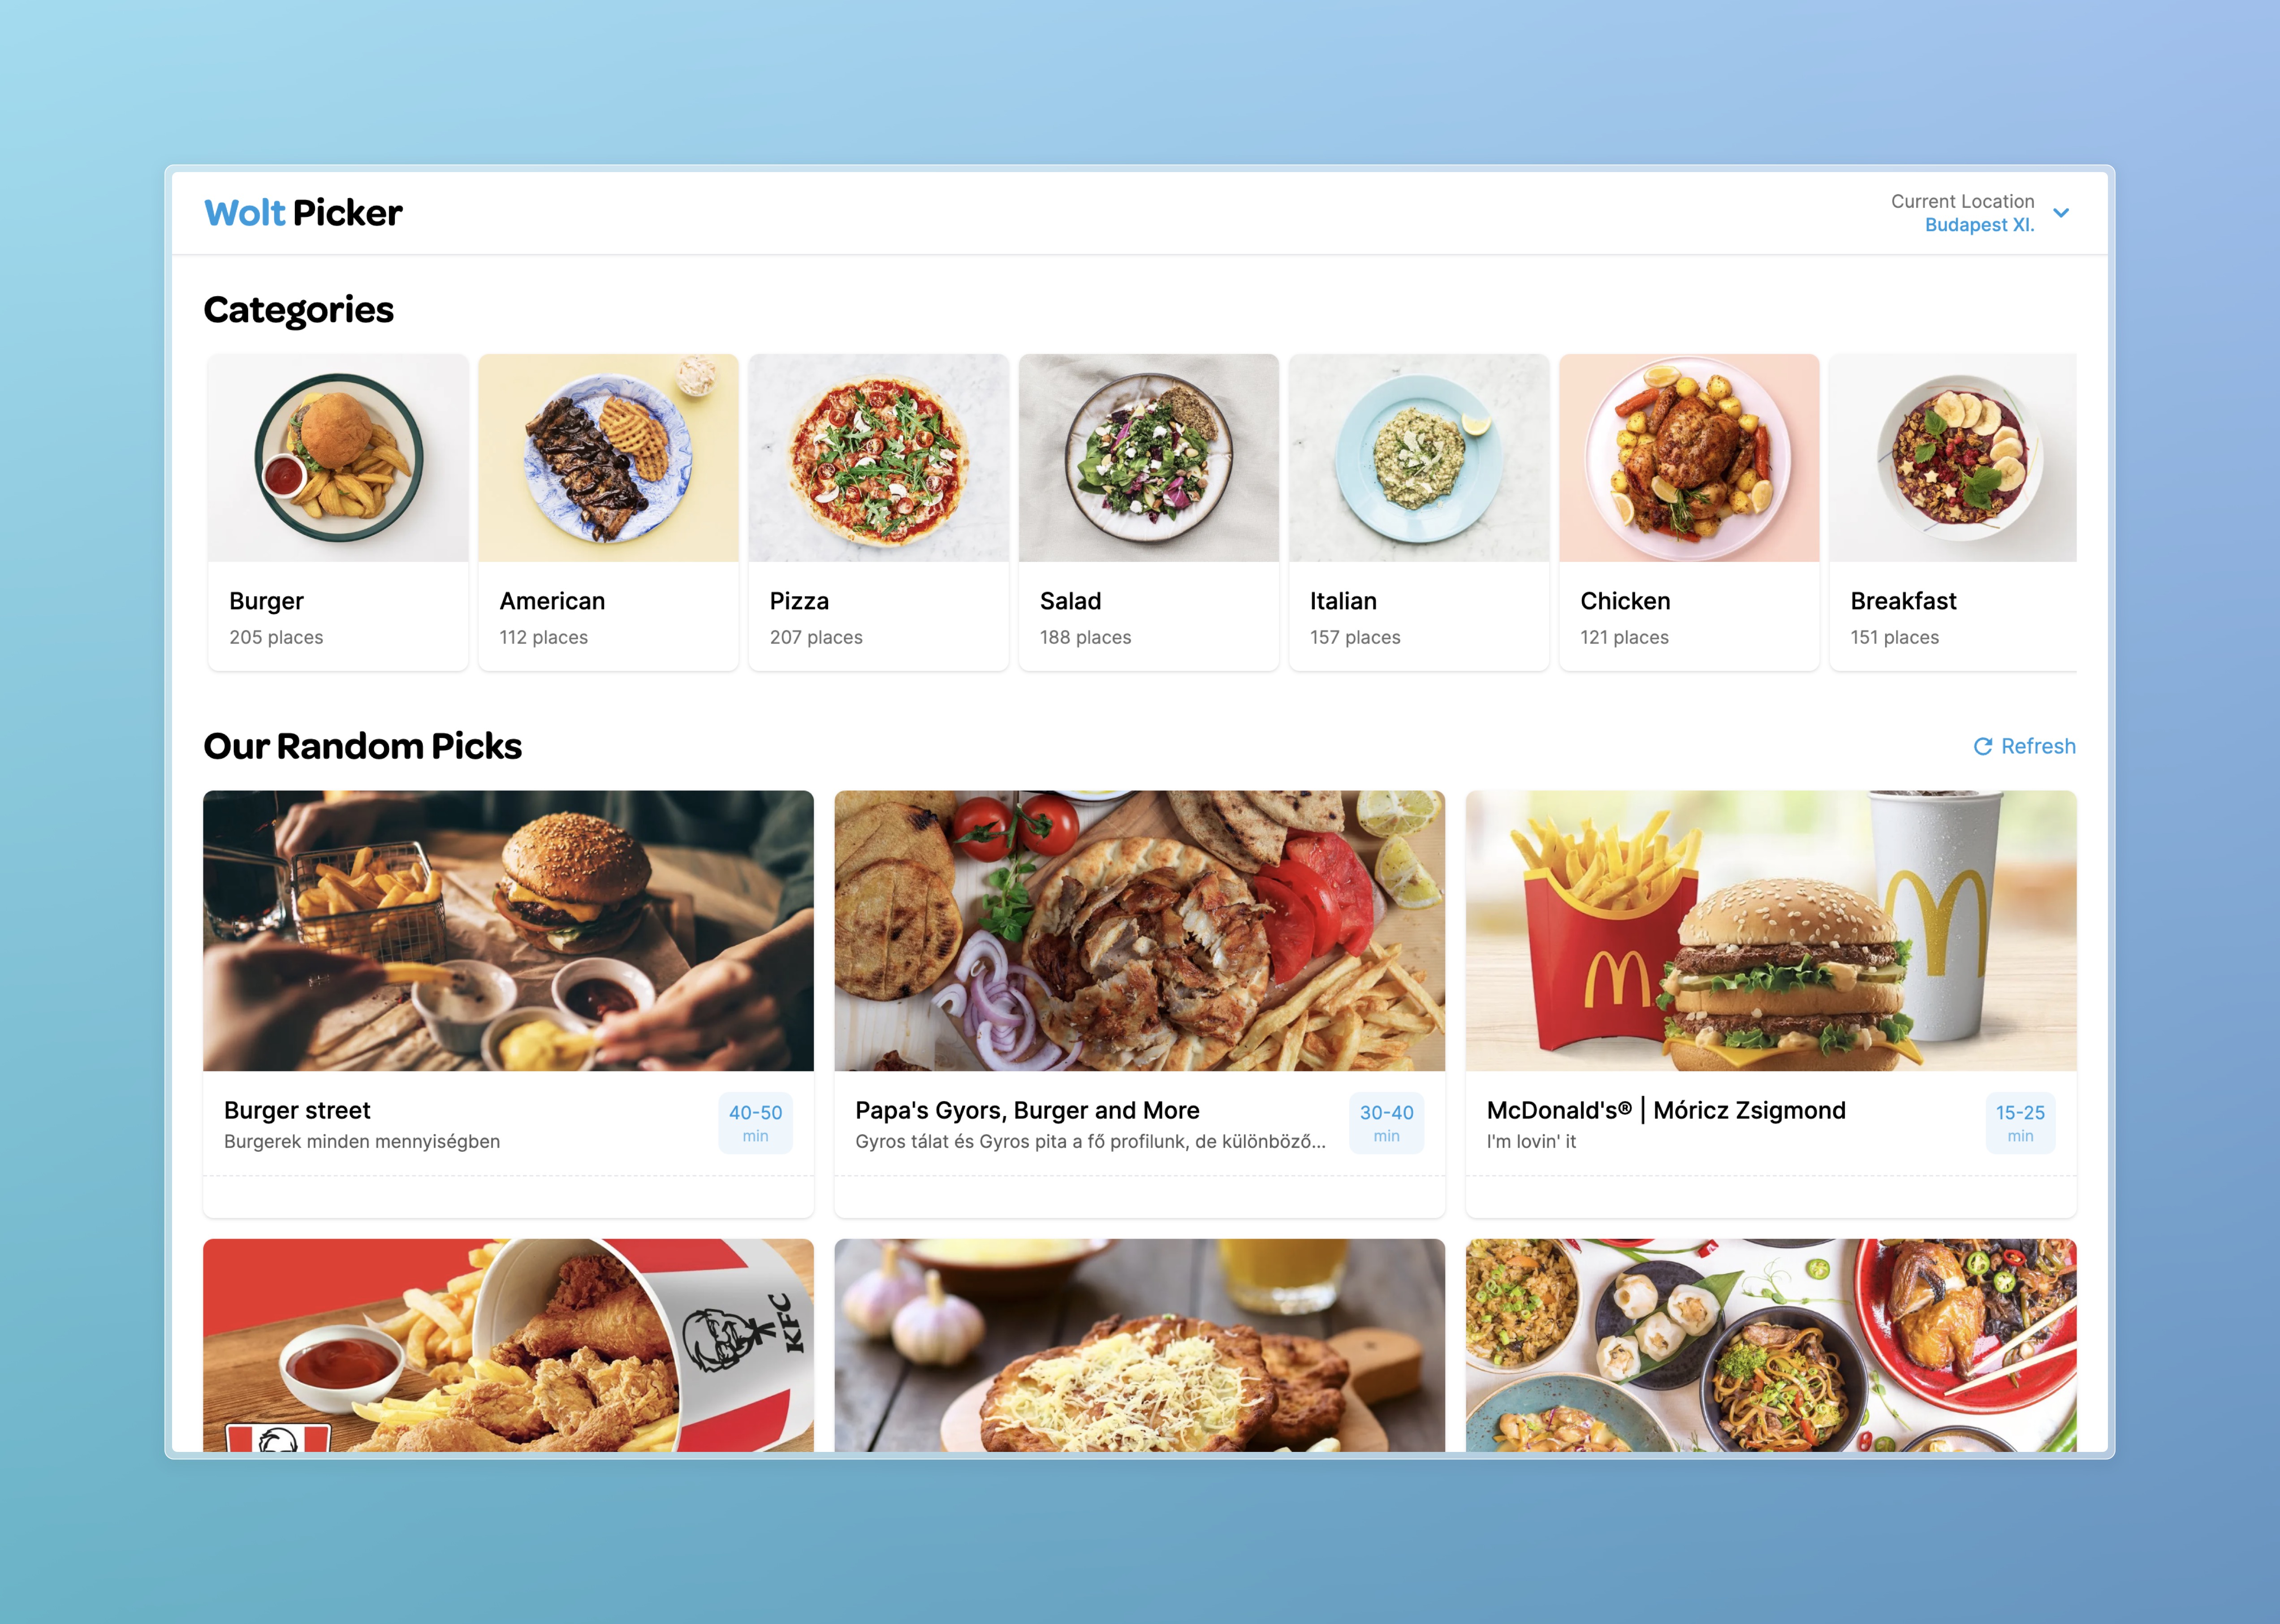 Wolt Picker
Current Location
Budapest XI.
Categories
Burger
205 places
American
112 places
Pizza
207 places
Salad
188 places
Italian
157 places
Chicken
121 places
Breakfast
151 places
Our Random Picks
Refresh
Burger street
Burgerek minden mennyiségben
40-50
min
Papa's Gyors, Burger and More
Gyros tálat és Gyros pita a fő profilunk, de különböző...
30-40
min
McDonald's® | Móricz Zsigmond
I'm lovin' it
15-25
min
KFC